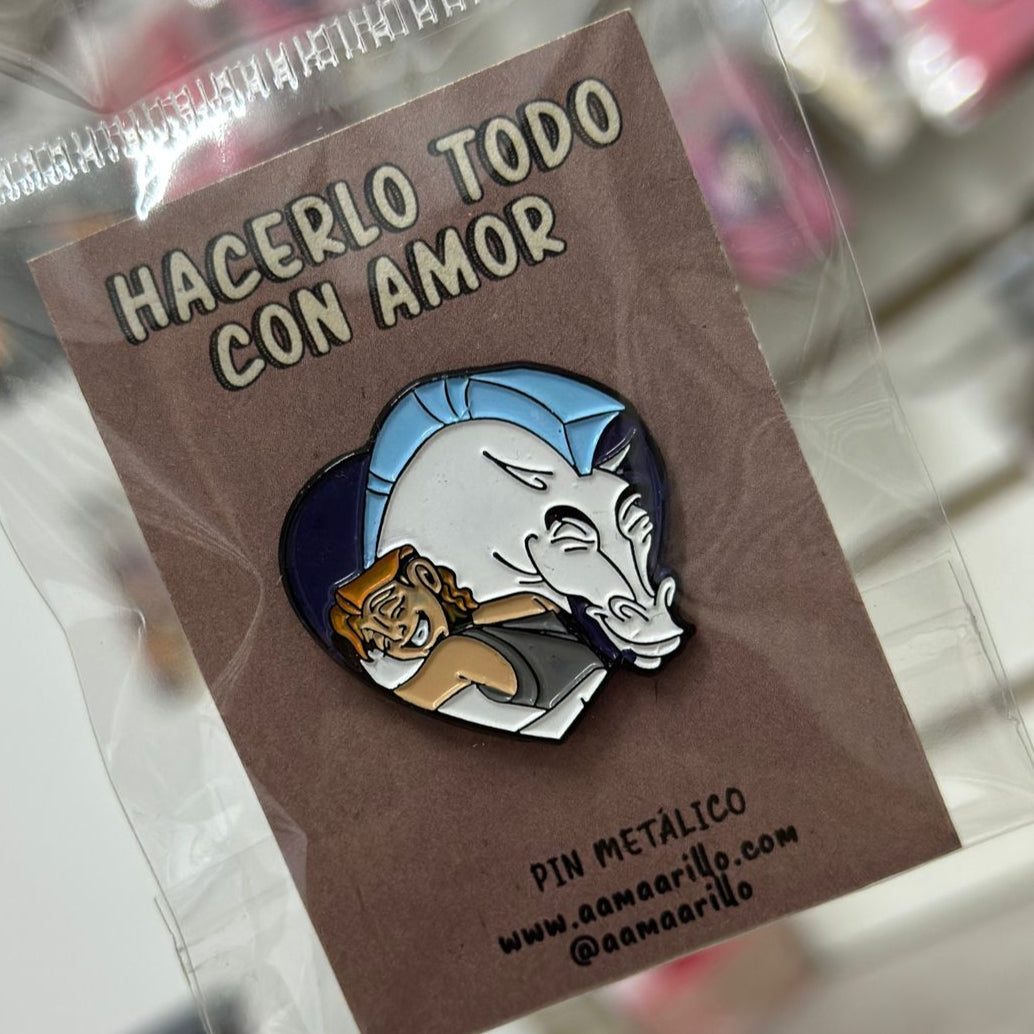 HACERLO TODO
CON AMOR
PIN METÁLICO
www.aamaarillo.com
@aamaarillo